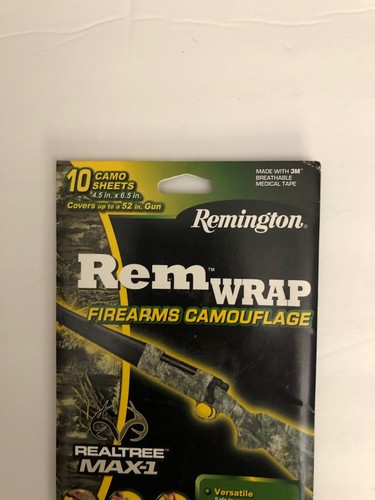 10 CAMO
SHEETS
4.5 in. x 6.5 in.
Covers up to a 52 in. Gun
MADE WITH 3M™
BREATHABLE
MEDICAL TAPE
Remington®
Rem™ WRAP
FIREARMS CAMOUFLAGE
REALTREE
MAX-1
• Versatile